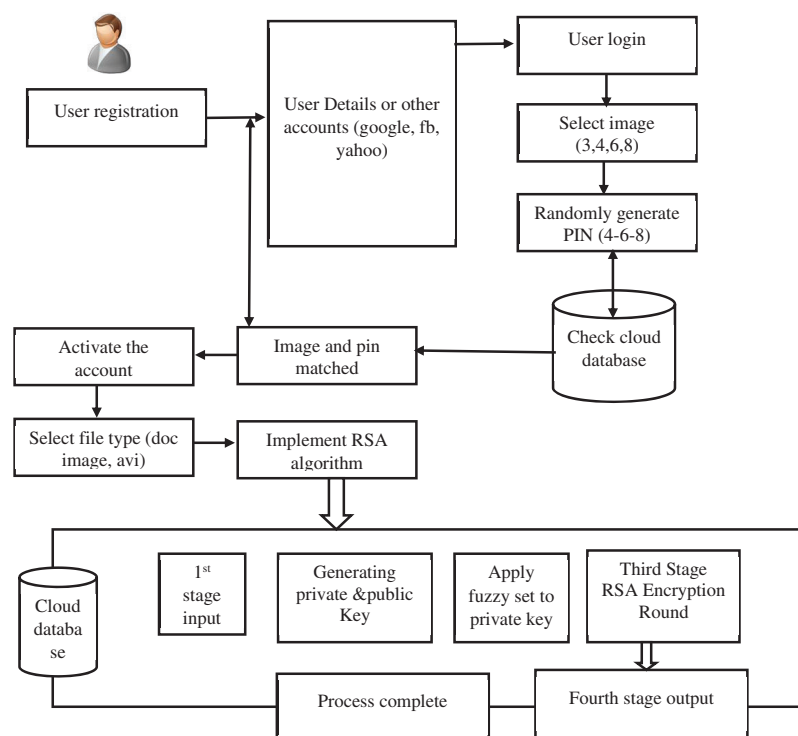 User registration
User Details or other
accounts (google, fb,
yahoo)
User login
Select image
(3,4,6,8)
Randomly generate
PIN (4-6-8)
Check cloud
database
Image and pin
matched
Activate the
account
Select file type (doc
image, avi)
Implement RSA
algorithm
Cloud
databa
se
1st
stage
input
Generating
private &public
Key
Apply
fuzzy set to
private key
Third Stage
RSA Encryption
Round
Process complete
Fourth stage output